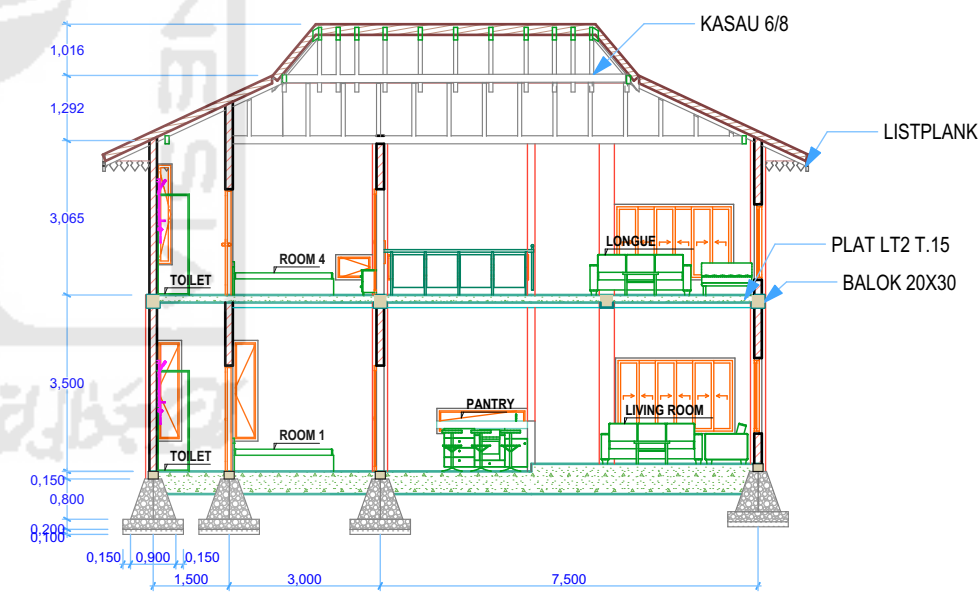 KASAU 6/8
1,016
1,292
LISTPLANK
3,065
LONGUE
PLAT LT2 T.15
ROOM 4
TOILET
BALOK 20X30
3,500
PANTRY
LIVING ROOM
ROOM 1
TOILET
0,150
0,800
0,200
0,100
0,150 0,900 0,150
1,500 3,000 7,500